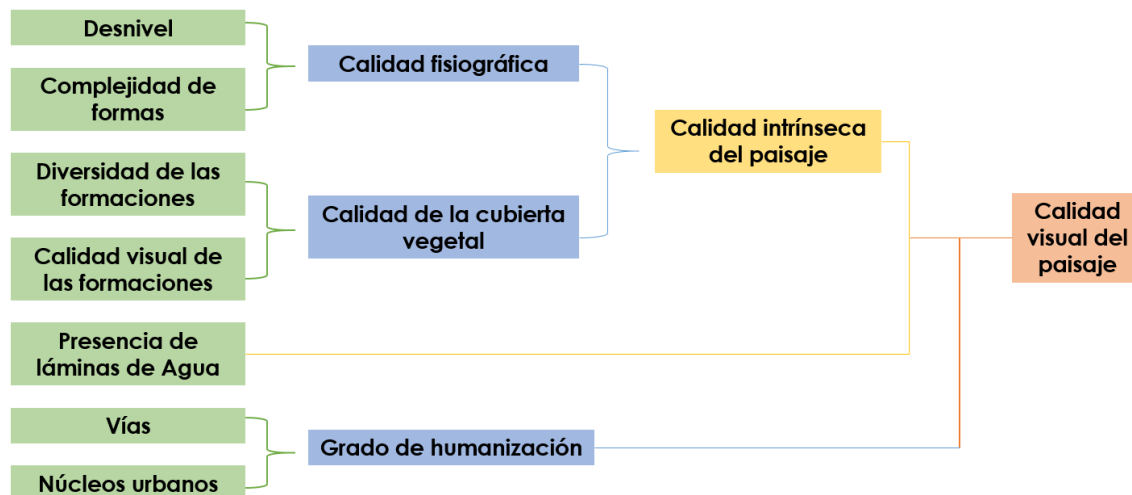 Desnivel
Complejidad de
formas
Diversidad de las
formaciones
Calidad visual de
las formaciones
Presencia de
láminas de Agua
Vías
Núcleos urbanos
Calidad fisiográfica
Calidad de la cubierta
vegetal
Grado de humanización
Calidad intrínseca
del paisaje
Calidad
visual del
paisaje